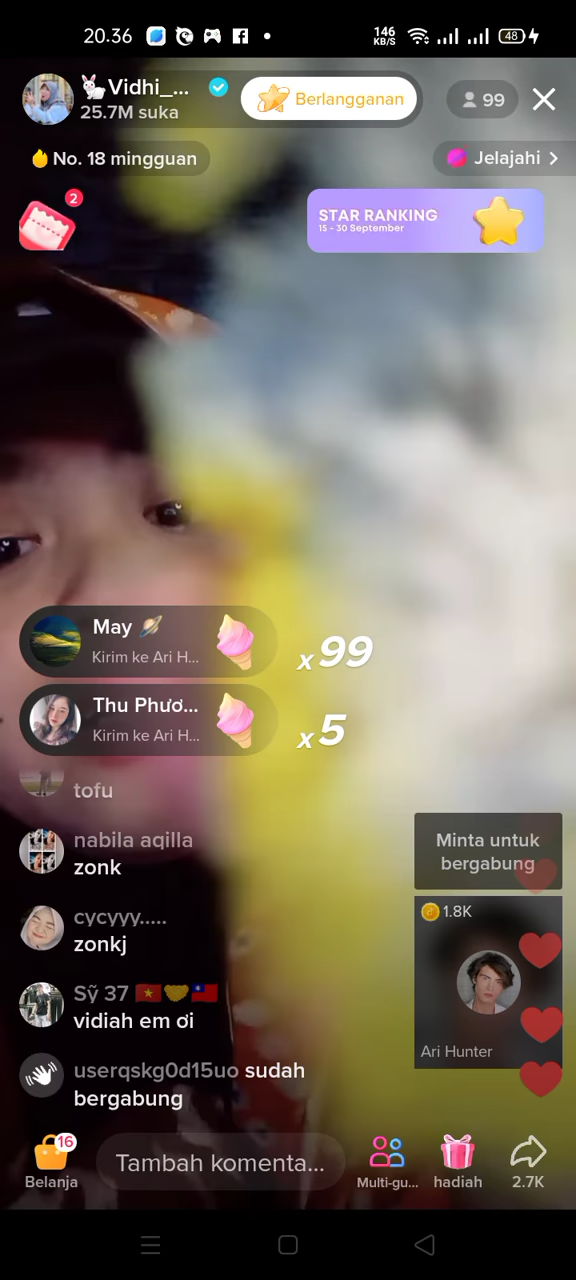 20.36
146
KB/S
48
Vidhi_...
25.7M suka
Berlangganan
99
No. 18 mingguan
Jelajahi
2
STAR RANKING
15 - 30 September
May
Kirim ke Ari H...
x99
Thu Phươ...
Kirim ke Ari H...
x5
tofu
nabila aqilla
zonk
Minta untuk
bergabung
cycyyy.....
zonkj
1.8K
Sỹ 37
vidiah em ơi
Ari Hunter
userqskg0d15uo sudah
bergabung
16
Belanja
Tambah komenta...
Multi-gu...
hadiah
2.7K